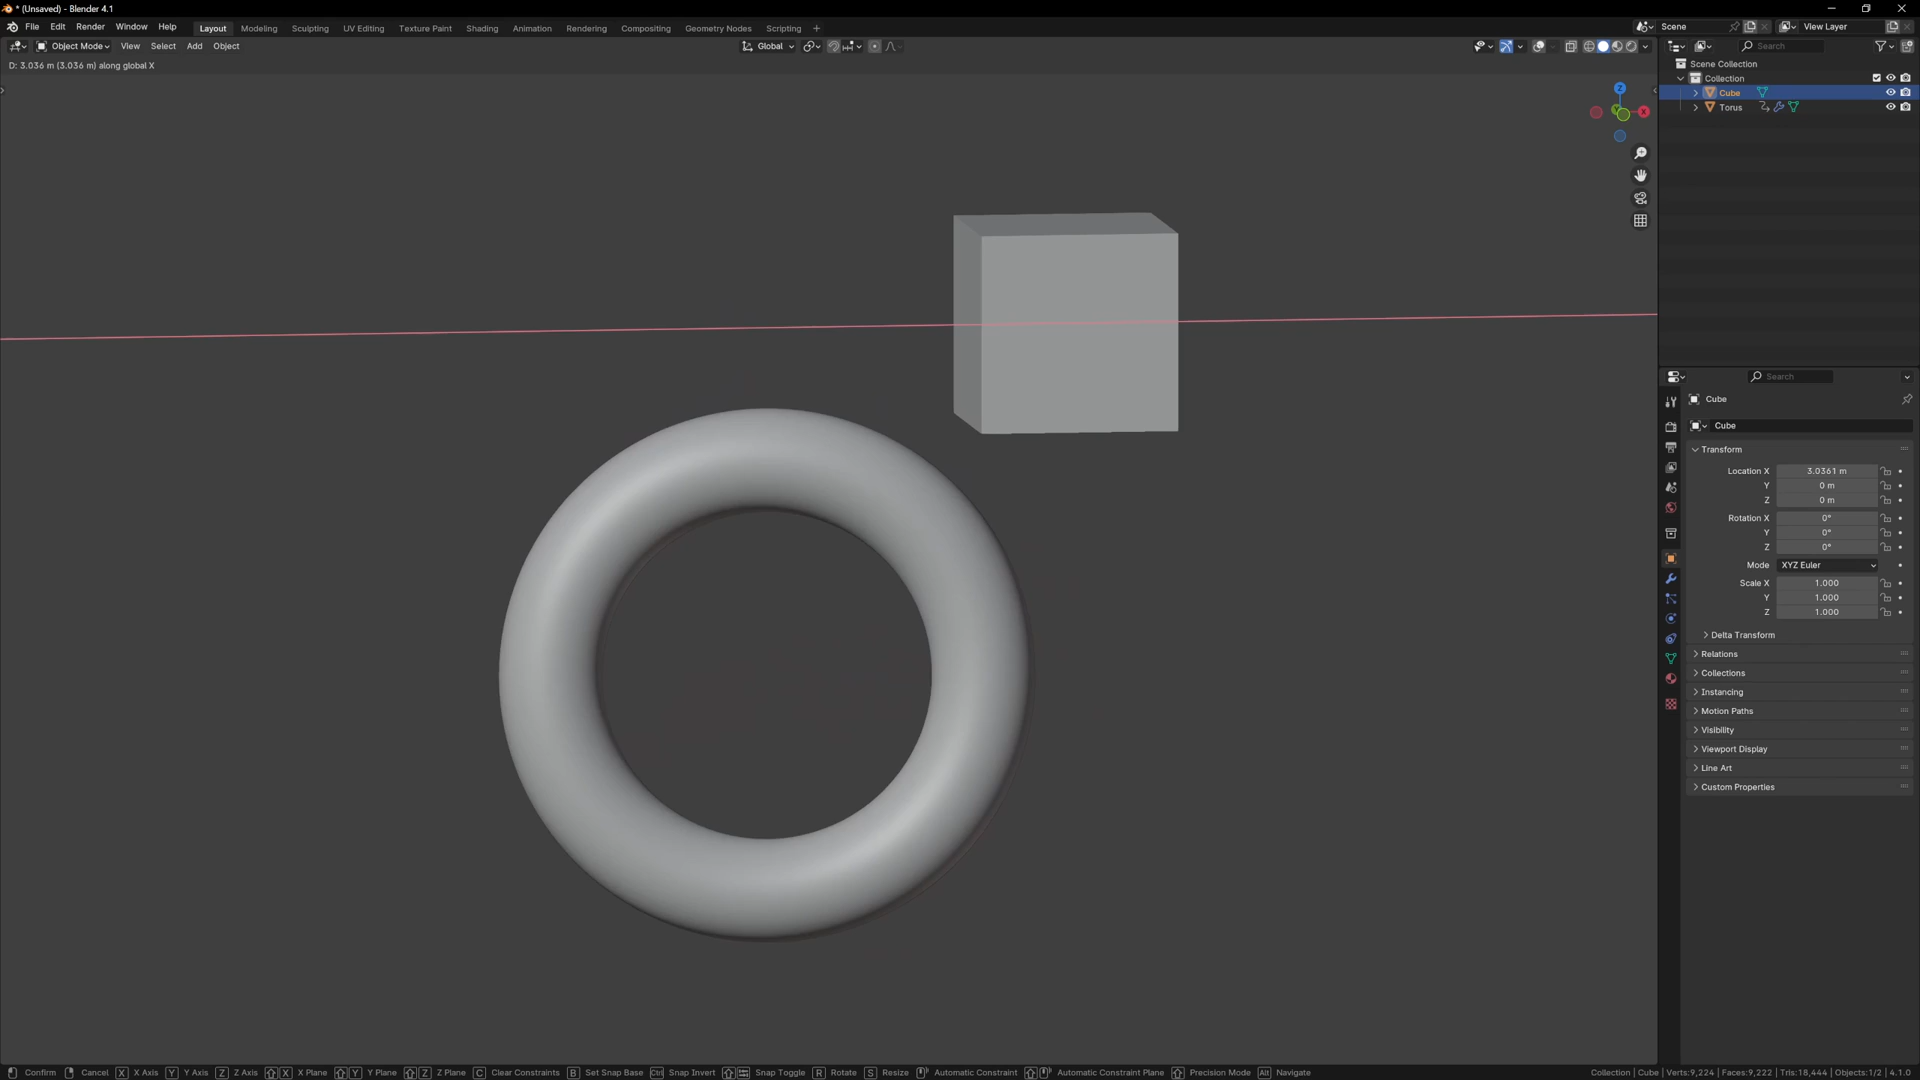 * (Unsaved) - Blender 4.1
File Edit Render Window Help Layout Modeling Sculpting UV Editing Texture Paint Shading Animation Rendering Compositing Geometry Nodes Scripting + Scene View Layer
Object Mode View Select Add Object Global Search
D: 3.036 m (3.036 m) along global X
Scene Collection
Collection
Cube
Torus
Z
X
Y
Search
Cube
Cube
Transform
Location X 3.0361 m
Y 0 m
Z 0 m
Rotation X 0°
Y 0°
Z 0°
Mode XYZ Euler
Scale X 1.000
Y 1.000
Z 1.000
Delta Transform
Relations
Collections
Instancing
Motion Paths
Visibility
Viewport Display
Line Art
Custom Properties
Confirm Cancel X X Axis Y Y Axis Z Z Axis X X Plane Y Y Plane Z Z Plane C Clear Constraints B Set Snap Base Ctrl Snap Invert Snap Toggle R Rotate S Resize Automatic Constraint Automatic Constraint Plane Precision Mode Alt Navigate Collection | Cube | Verts:9,224 | Faces:9,222 | Tris:18,444 | Objects:1/2 | 4.1.0